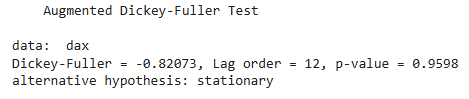 Augmented Dickey-Fuller Test
data:  dax
Dickey-Fuller = -0.82073, Lag order = 12, p-value = 0.9598
alternative hypothesis: stationary